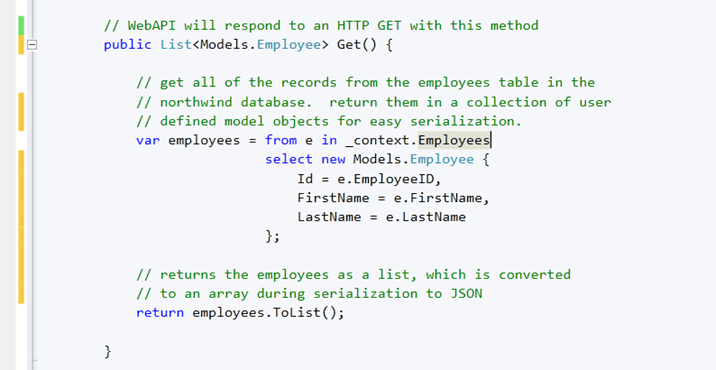 // WebAPI will respond to an HTTP GET with this method
public List<Models.Employee> Get() {
// get all of the records from the employees table in the
// northwind database.  return them in a collection of user
// defined model objects for easy serialization.
var employees = from e in _context.Employees
select new Models.Employee {
Id = e.EmployeeID,
FirstName = e.FirstName,
LastName = e.LastName
};
// returns the employees as a list, which is converted
// to an array during serialization to JSON
return employees.ToList();
}